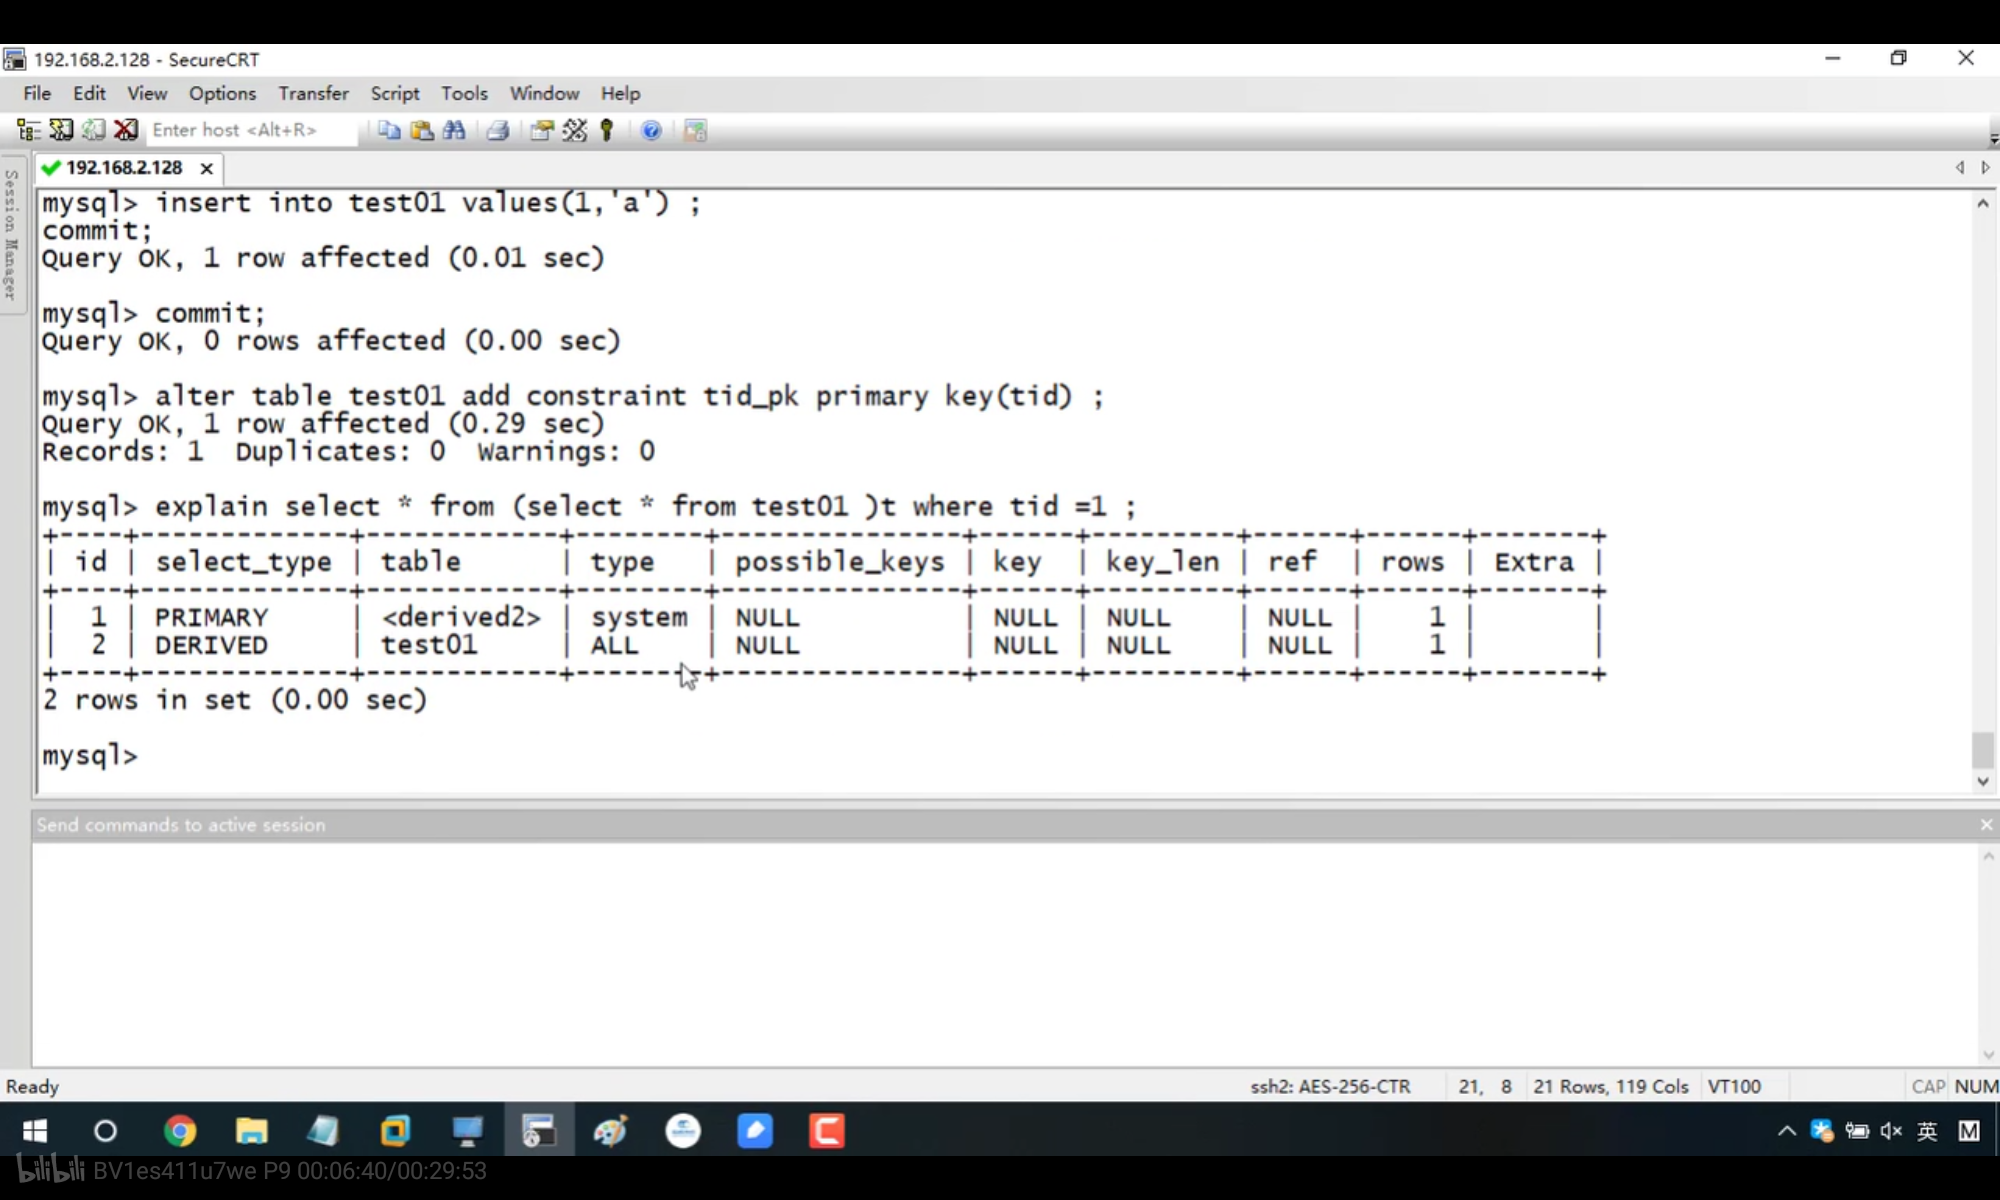 192.168.2.128 - SecureCRT
File Edit View Options Transfer Script Tools Window Help
Enter host <Alt+R>
192.168.2.128
Session Manager
mysql> insert into test01 values(1,'a') ;
commit;
Query OK, 1 row affected (0.01 sec)
mysql> commit;
Query OK, 0 rows affected (0.00 sec)
mysql> alter table test01 add constraint tid_pk primary key(tid) ;
Query OK, 1 row affected (0.29 sec)
Records: 1  Duplicates: 0  Warnings: 0
mysql> explain select * from (select * from test01 )t where tid =1 ;
+----+-------------+------------+--------+---------------+------+---------+------+------+-------+
| id | select_type | table      | type   | possible_keys | key  | key_len | ref  | rows | Extra |
+----+-------------+------------+--------+---------------+------+---------+------+------+-------+
|  1 | PRIMARY     | <derived2> | system | NULL          | NULL | NULL    | NULL |    1 |       |
|  2 | DERIVED     | test01     | ALL    | NULL          | NULL | NULL    | NULL |    1 |       |
+----+-------------+------------+--------+---------------+------+---------+------+------+-------+
2 rows in set (0.00 sec)
mysql>
Send commands to active session
Ready ssh2: AES-256-CTR 21, 8 21 Rows, 119 Cols VT100 CAP NUM
英 M
bilibili BV1es411u7we P9 00:06:40/00:29:53